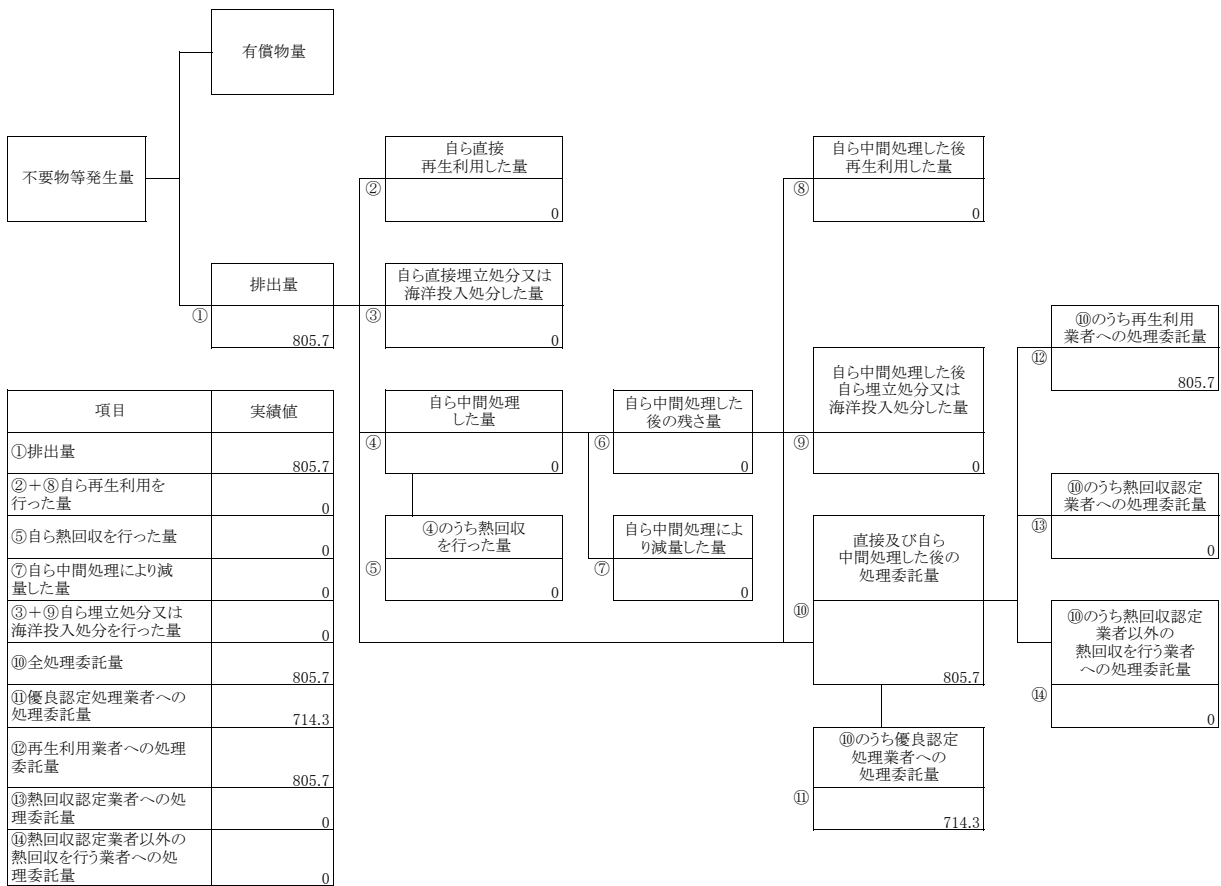 有償物量
不要物等発生量
自ら直接
再生利用した量
②
0
自ら中間処理した後
再生利用した量
⑧
0
排出量
①
805.7
自ら直接埋立処分又は
海洋投入処分した量
③
0
⑩のうち再生利用
業者への処理委託量
⑫
805.7
自ら中間処理
した量
④
0
自ら中間処理した
後の残さ量
⑥
0
自ら中間処理した後
自ら埋立処分又は
海洋投入処分した量
⑨
0
⑩のうち熱回収認定
業者への処理委託量
⑬
0
④のうち熱回収
を行った量
⑤
0
自ら中間処理によ
り減量した量
⑦
0
直接及び自ら
中間処理した後の
処理委託量
⑩
805.7
⑩のうち熱回収認定
業者以外の
熱回収を行う業者
への処理委託量
⑭
0
⑩のうち優良認定
処理業者への
処理委託量
⑪
714.3
項目 実績値
①排出量
805.7
②+⑧自ら再生利用を
行った量
0
⑤自ら熱回収を行った量
0
⑦自ら中間処理により減
量した量
0
③+⑨自ら埋立処分又は
海洋投入処分を行った量
0
⑩全処理委託量
805.7
⑪優良認定処理業者への
処理委託量
714.3
⑫再生利用業者への処理
委託量
805.7
⑬熱回収認定業者への処
理委託量
0
⑭熱回収認定業者以外の
熱回収を行う業者への処
理委託量
0